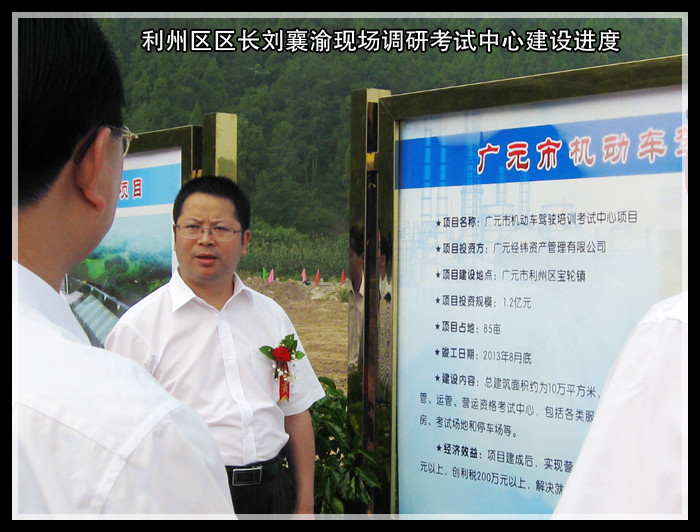 利州区区长刘襄渝现场调研考试中心建设进度
项目
广元市机动车
★项目名称：广元市机动车驾驶培训考试中心项目
★项目投资方：广元经纬资产管理有限公司
★项目建设地点：广元市利州区宝轮镇
★项目投资规模：1.2亿元
★项目占地：85亩
★竣工日期：2013年8月底
★建设内容：总建筑面积约为10万平方米，
管、运管、营运资格考试中心，包括各类服
房、考试场地和停车场等。
★经济效益：项目建成后，实现营
元以上，创利税200万元以上，解决就